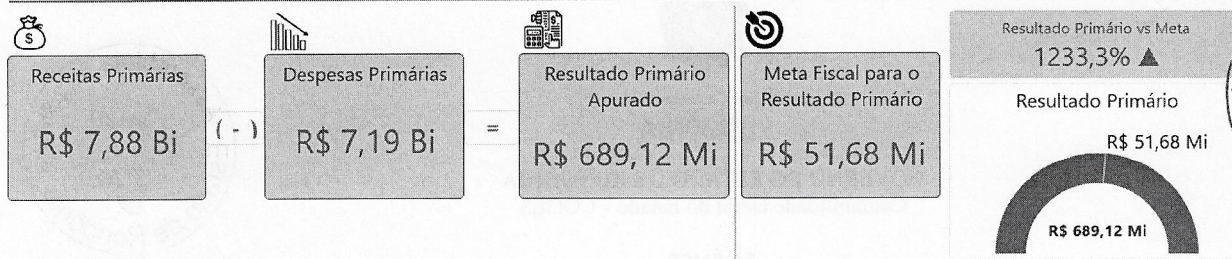 Receitas Primárias
R$ 7,88 Bi
( - )
Despesas Primárias
R$ 7,19 Bi
=
Resultado Primário
Apurado
R$ 689,12 Mi
Meta Fiscal para o
Resultado Primário
R$ 51,68 Mi
Resultado Primário vs Meta
1233,3% ▲
Resultado Primário
R$ 51,68 Mi
R$ 689,12 Mi